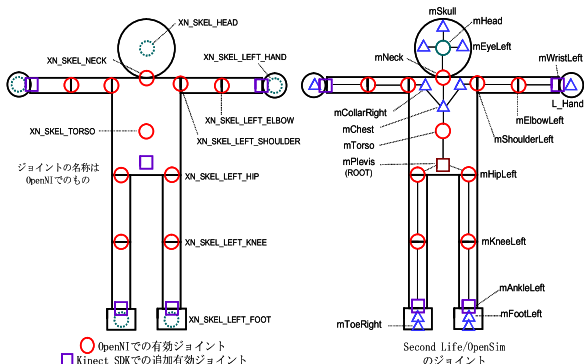 XN_SKEL_HEAD
XN_SKEL_NECK
XN_SKEL_LEFT_HAND
XN_SKEL_LEFT_ELBOW
XN_SKEL_TORSO
XN_SKEL_LEFT_SHOULDER
ジョイントの名称は
OpenNIでのもの
XN_SKEL_LEFT_HIP
XN_SKEL_LEFT_KNEE
XN_SKEL_LEFT_FOOT
OpenNIでの有効ジョイント
Kinect SDKでの追加有効ジョイント
mSkull
mHead
mEyeLeft
mNeck
mWristLeft
L_Hand
mCollarRight
mElbowLeft
mChest
mShoulderLeft
mTorso
mPlevis
(ROOT)
mHipLeft
mKneeLeft
mAnkleLeft
mFootLeft
mToeRight
Second Life/OpenSim
のジョイント